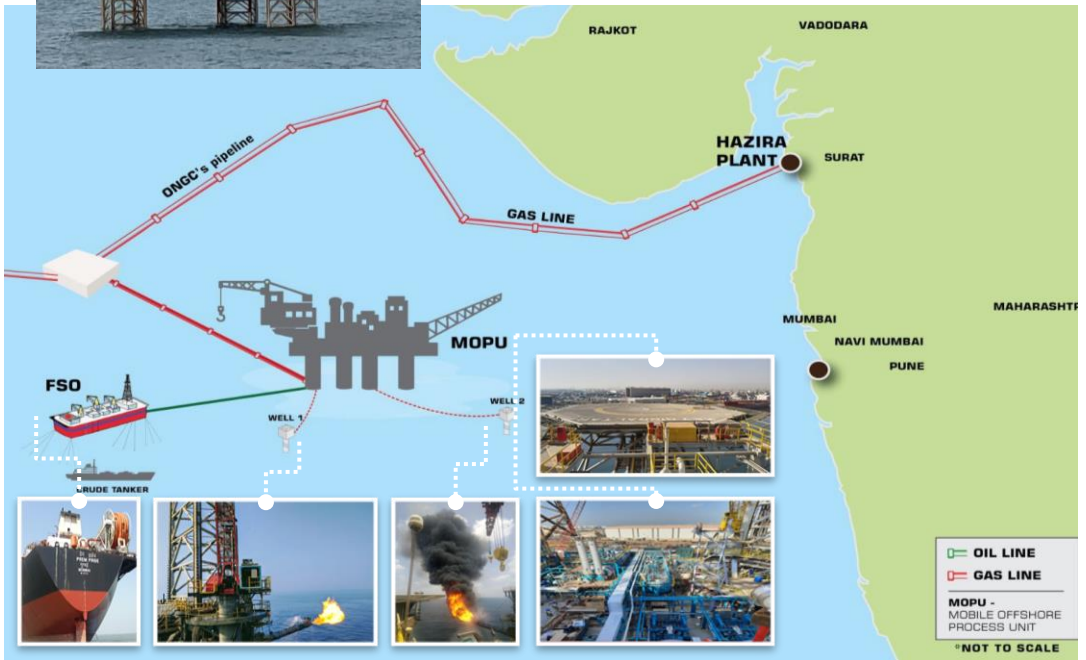 RAJKOT
VADODARA
ONGC's pipeline
HAZIRA
PLANT
SURAT
GAS LINE
MAHARASHTR
MUMBAI
NAVI MUMBAI
PUNE
MOPU
FSO
WELL 1
WELL 2
CRUDE TANKER
OIL LINE
GAS LINE
MOPU -
MOBILE OFFSHORE
PROCESS UNIT
*NOT TO SCALE